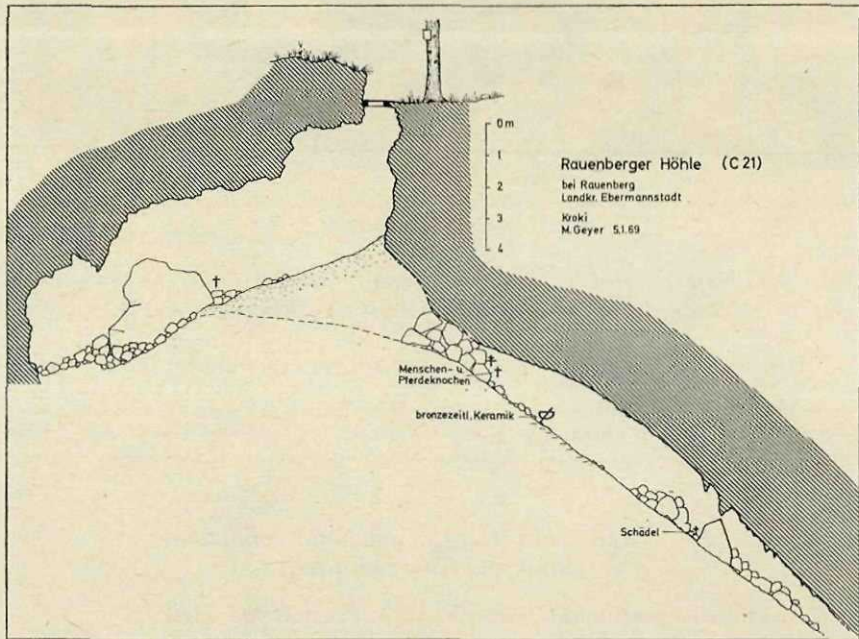 0 m
1
2
3
4
Rauenberger Höhle (C 21)
bei Rauenberg
Landkr. Ebermannstadt
Kroki
M. Geyer 5.1.69
Menschen- u.
Pferdeknochen
bronzezeitl. Keramik
Schädel